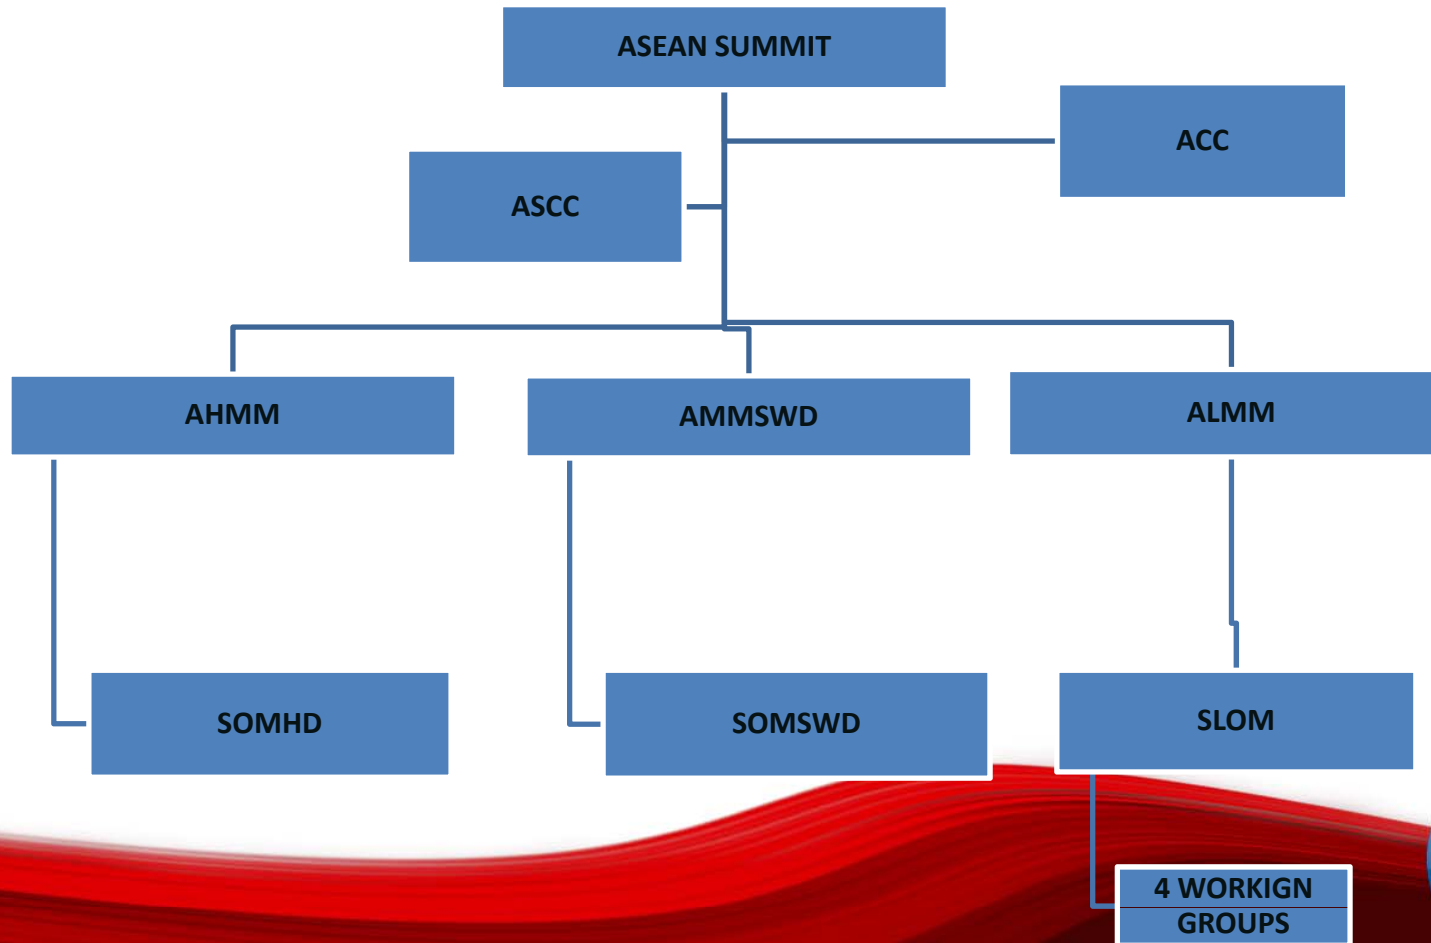 ASEAN SUMMIT
ACC
ASCC
AHMM
AMMSWD
ALMM
SOMHD
SOMSWD
SLOM
4 WORKIGN
GROUPS